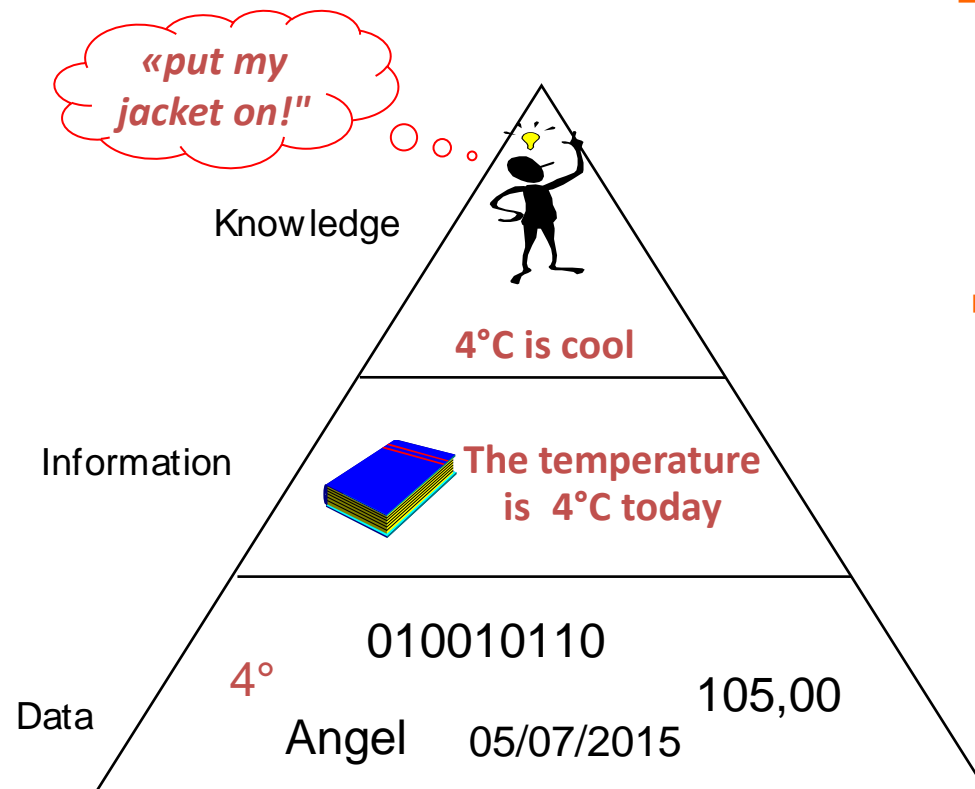 «put my
jacket on!"
Knowledge
4°C is cool
Information
The temperature
is 4°C today
010010110
4°
105,00
Data
Angel
05/07/2015